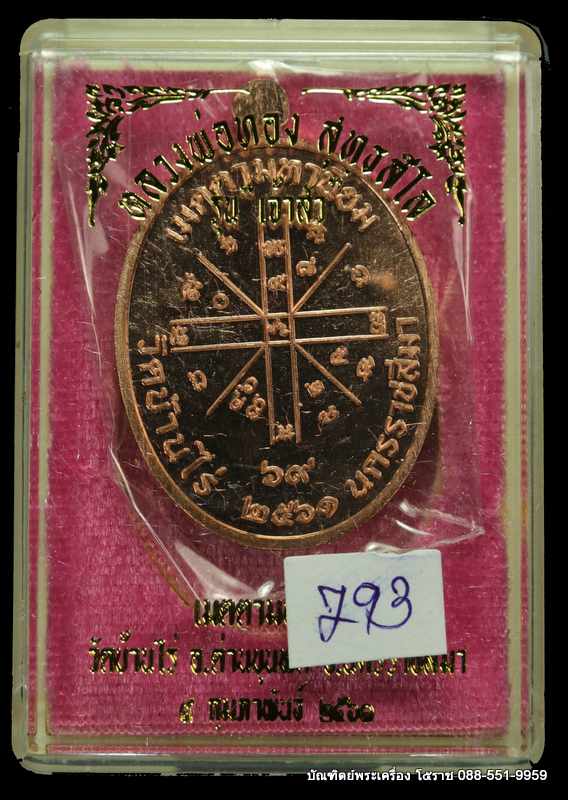 หลวงพ่อทอง สุทธสีโล
รุ่น เจ้าสัว
เมตตามหานิยม
วัดบ้านไร่ นครราชสีมา
๖๙
๒๕๖๑
793
วัดบ้านไร่ อ.ด่านขุนทด
๙ กุมภาพันธ์ ๒๕๖๑
บัณฑิตย์พระเครื่อง โคราช 088-551-9959